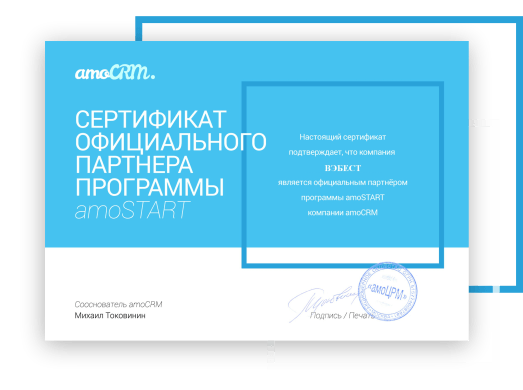 amoCRM.
СЕРТИФИКАТ
ОФИЦИАЛЬНОГО
ПАРТНЕРА
ПРОГРАММЫ
amoSTART
Настоящий сертификат
подтверждает, что компания
ВЭБЕСТ
является официальным партнёром
программы amoSTART
компании amoCRM
Сооснователь amoCRM
Михаил Токовинин
Подпись / Печать
«амоЦРМ»